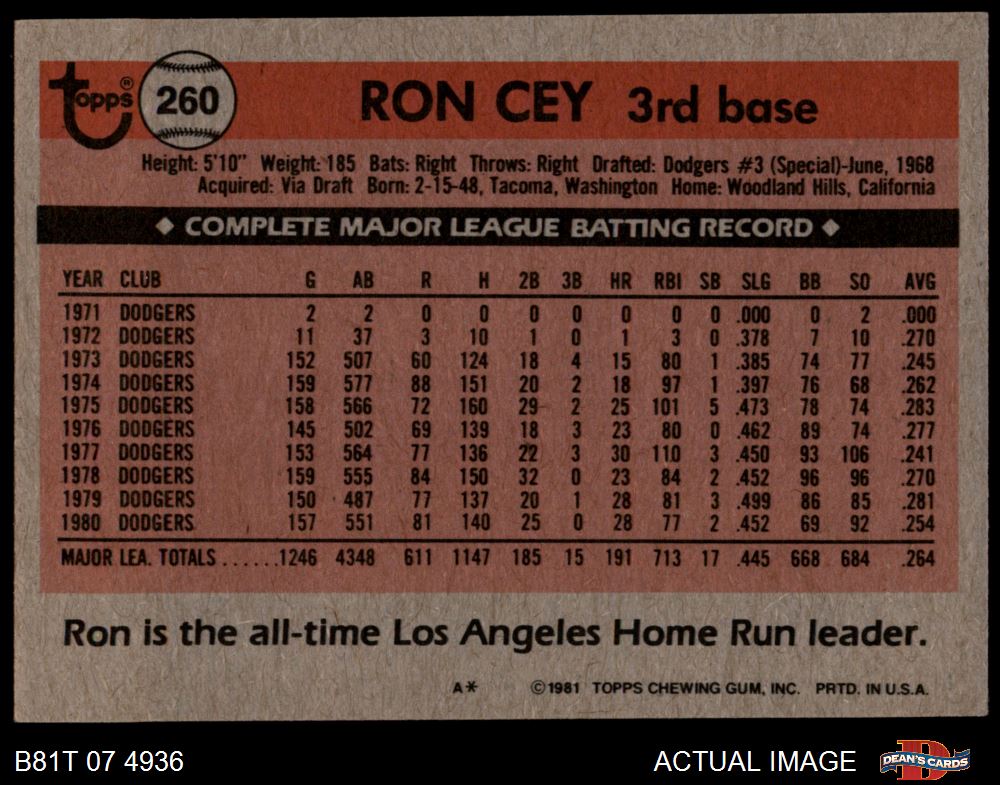 Topps® 260 RON CEY 3rd base
Height: 5'10" Weight: 185 Bats: Right Throws: Right Drafted: Dodgers #3 (Special)-June, 1968
Acquired: Via Draft Born: 2-15-48, Tacoma, Washington Home: Woodland Hills, California
◆ COMPLETE MAJOR LEAGUE BATTING RECORD ◆
YEAR CLUB G AB R H 2B 3B HR RBI SB SLG BB SO AVG
1971 DODGERS 2 2 0 0 0 0 0 0 0 .000 0 2 .000
1972 DODGERS 11 37 3 10 1 0 1 3 0 .378 7 10 .270
1973 DODGERS 152 507 60 124 18 4 15 80 1 .385 74 77 .245
1974 DODGERS 159 577 88 151 20 2 18 97 1 .397 76 68 .262
1975 DODGERS 158 566 72 160 29 2 25 101 5 .473 78 74 .283
1976 DODGERS 145 502 69 139 18 3 23 80 0 .462 89 74 .277
1977 DODGERS 153 564 77 136 22 3 30 110 3 .450 93 106 .241
1978 DODGERS 159 555 84 150 32 0 23 84 2 .452 96 96 .270
1979 DODGERS 150 487 77 137 20 1 28 81 3 .499 86 85 .281
1980 DODGERS 157 551 81 140 25 0 28 77 2 .452 69 92 .254
MAJOR LEA. TOTALS ......1246 4348 611 1147 185 15 191 713 17 .445 668 684 .264
Ron is the all-time Los Angeles Home Run leader.
A* ©1981 TOPPS CHEWING GUM, INC. PRTD. IN U.S.A.
B81T 07 4936 ACTUAL IMAGE D DEAN'S CARDS